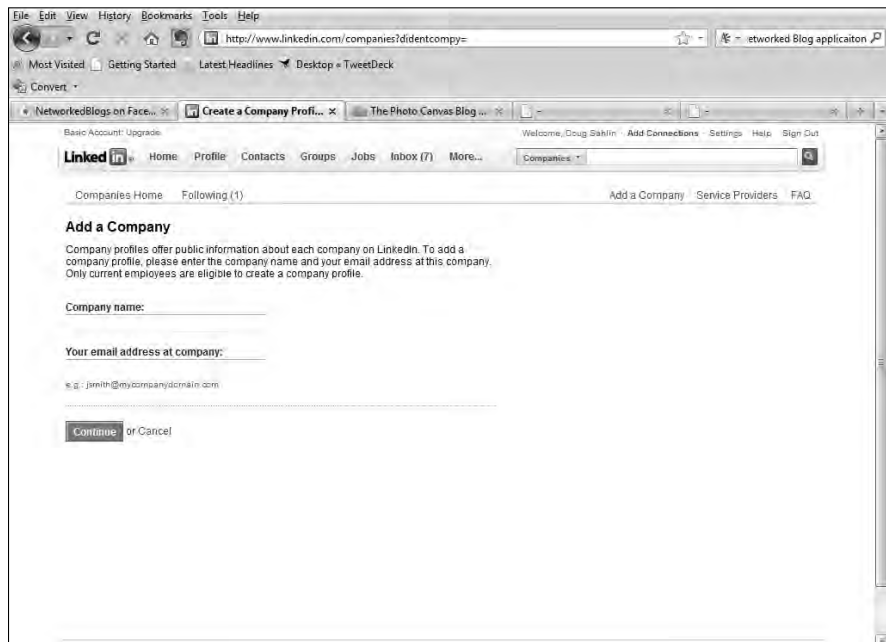 File Edit View History Bookmarks Tools Help
http://www.linkedin.com/companies?didentcompy=
etworked Blog applicaiton
Most Visited Getting Started Latest Headlines Desktop • TweetDeck
Convert
NetworkedBlogs on Face... Create a Company Profi... The Photo Canvas Blog ...
Basic Account: Upgrade Welcome, Doug Sahlin Add Connections Settings Help Sign Out
Linked in Home Profile Contacts Groups Jobs Inbox (7) More... Companies
Companies Home Following (1) Add a Company Service Providers FAQ
Add a Company
Company profiles offer public information about each company on LinkedIn. To add a
company profile, please enter the company name and your email address at this company.
Only current employees are eligible to create a company profile.
Company name:
Your email address at company:
e.g.: jsmith@mycompanydomain.com
Continue or Cancel